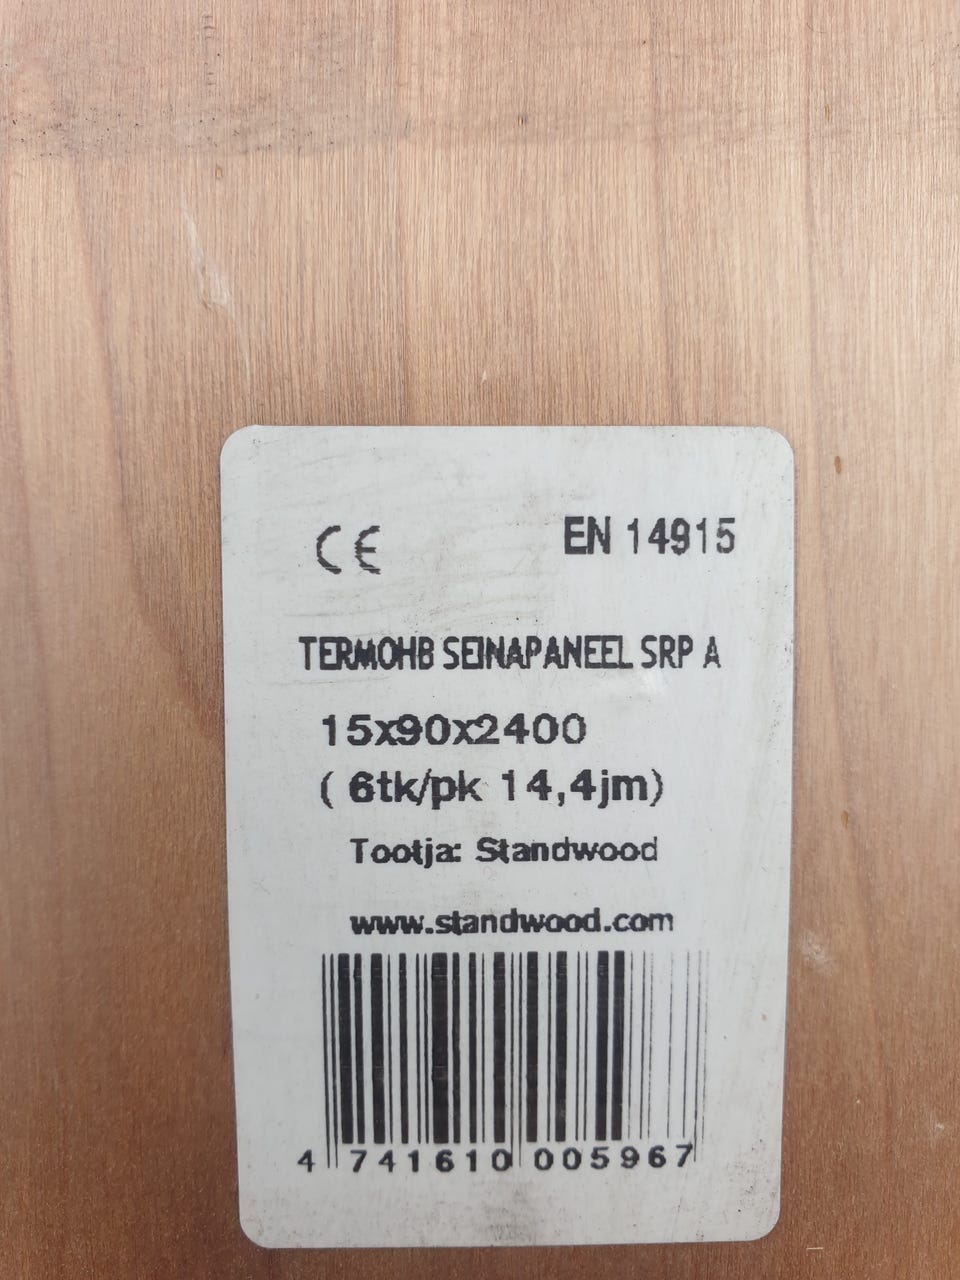 CE EN 14915
TERMOHB SEINAPANEEL SRP A
15x90x2400
( 6tk/pk 14,4jm)
Tootja: Standwood
www.standwood.com
4 741610 005967